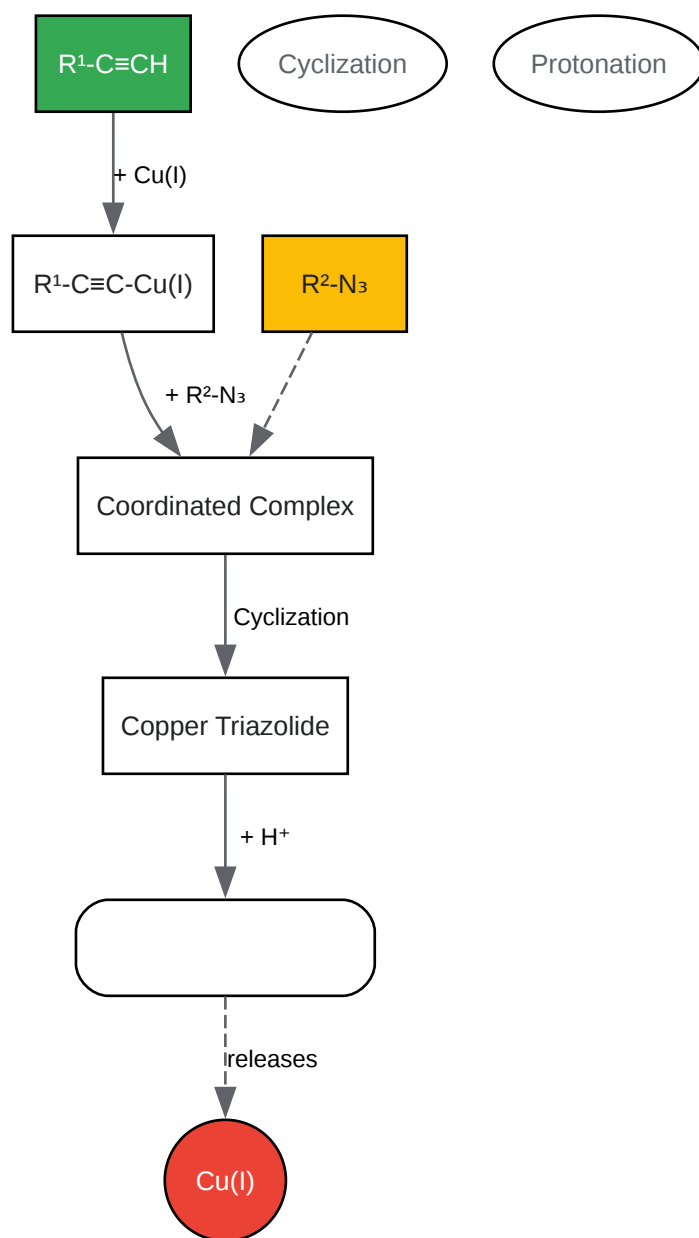 R¹-C≡CH
Cyclization
Protonation
+ Cu(I)
R¹-C≡C-Cu(I)
R²-N₃
+ R²-N₃
Coordinated Complex
Cyclization
Copper Triazolide
+ H⁺
releases
Cu(I)